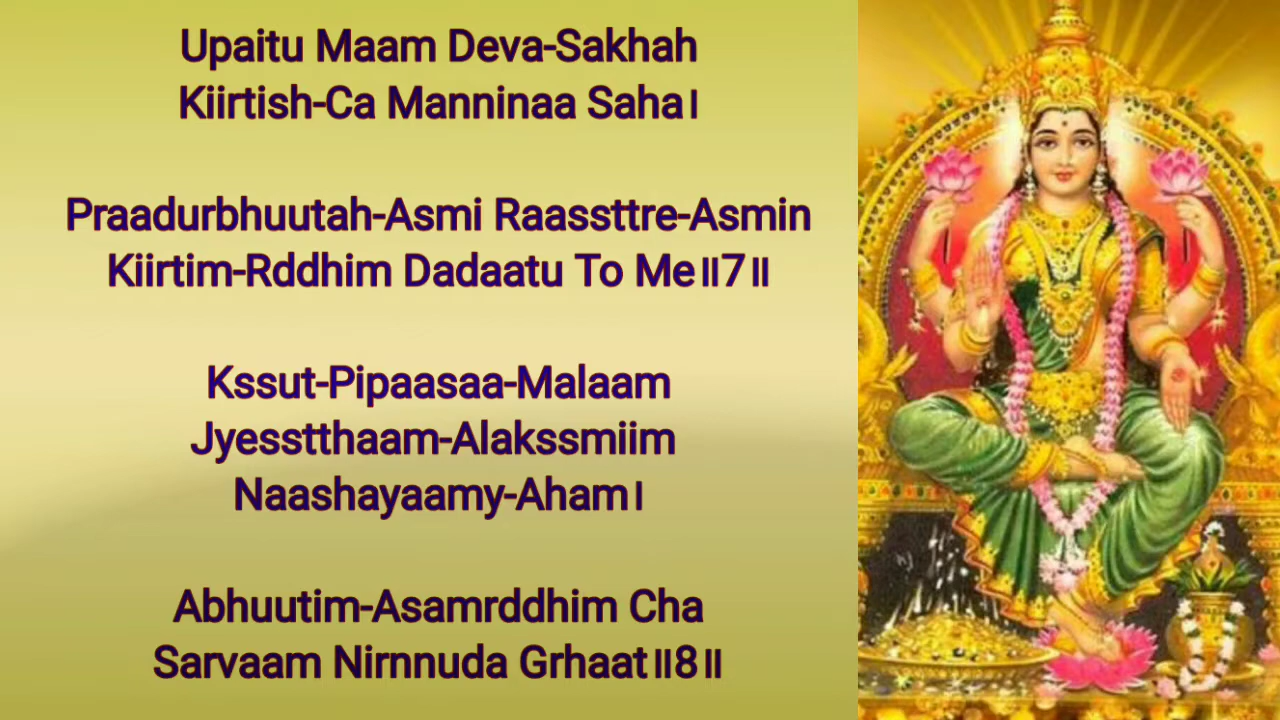 Upaitu Maam Deva-Sakhah
Kiirtish-Ca Manninaa Saha।
Praadurbhuutah-Asmi Raassttre-Asmin
Kiirtim-Rddhim Dadaatu To Me॥7॥
Kssut-Pipaasaa-Malaam
Jyesstthaam-Alakssmiim
Naashayaamy-Aham।
Abhuutim-Asamrddhim Cha
Sarvaam Nirnnuda Grhaat॥8॥